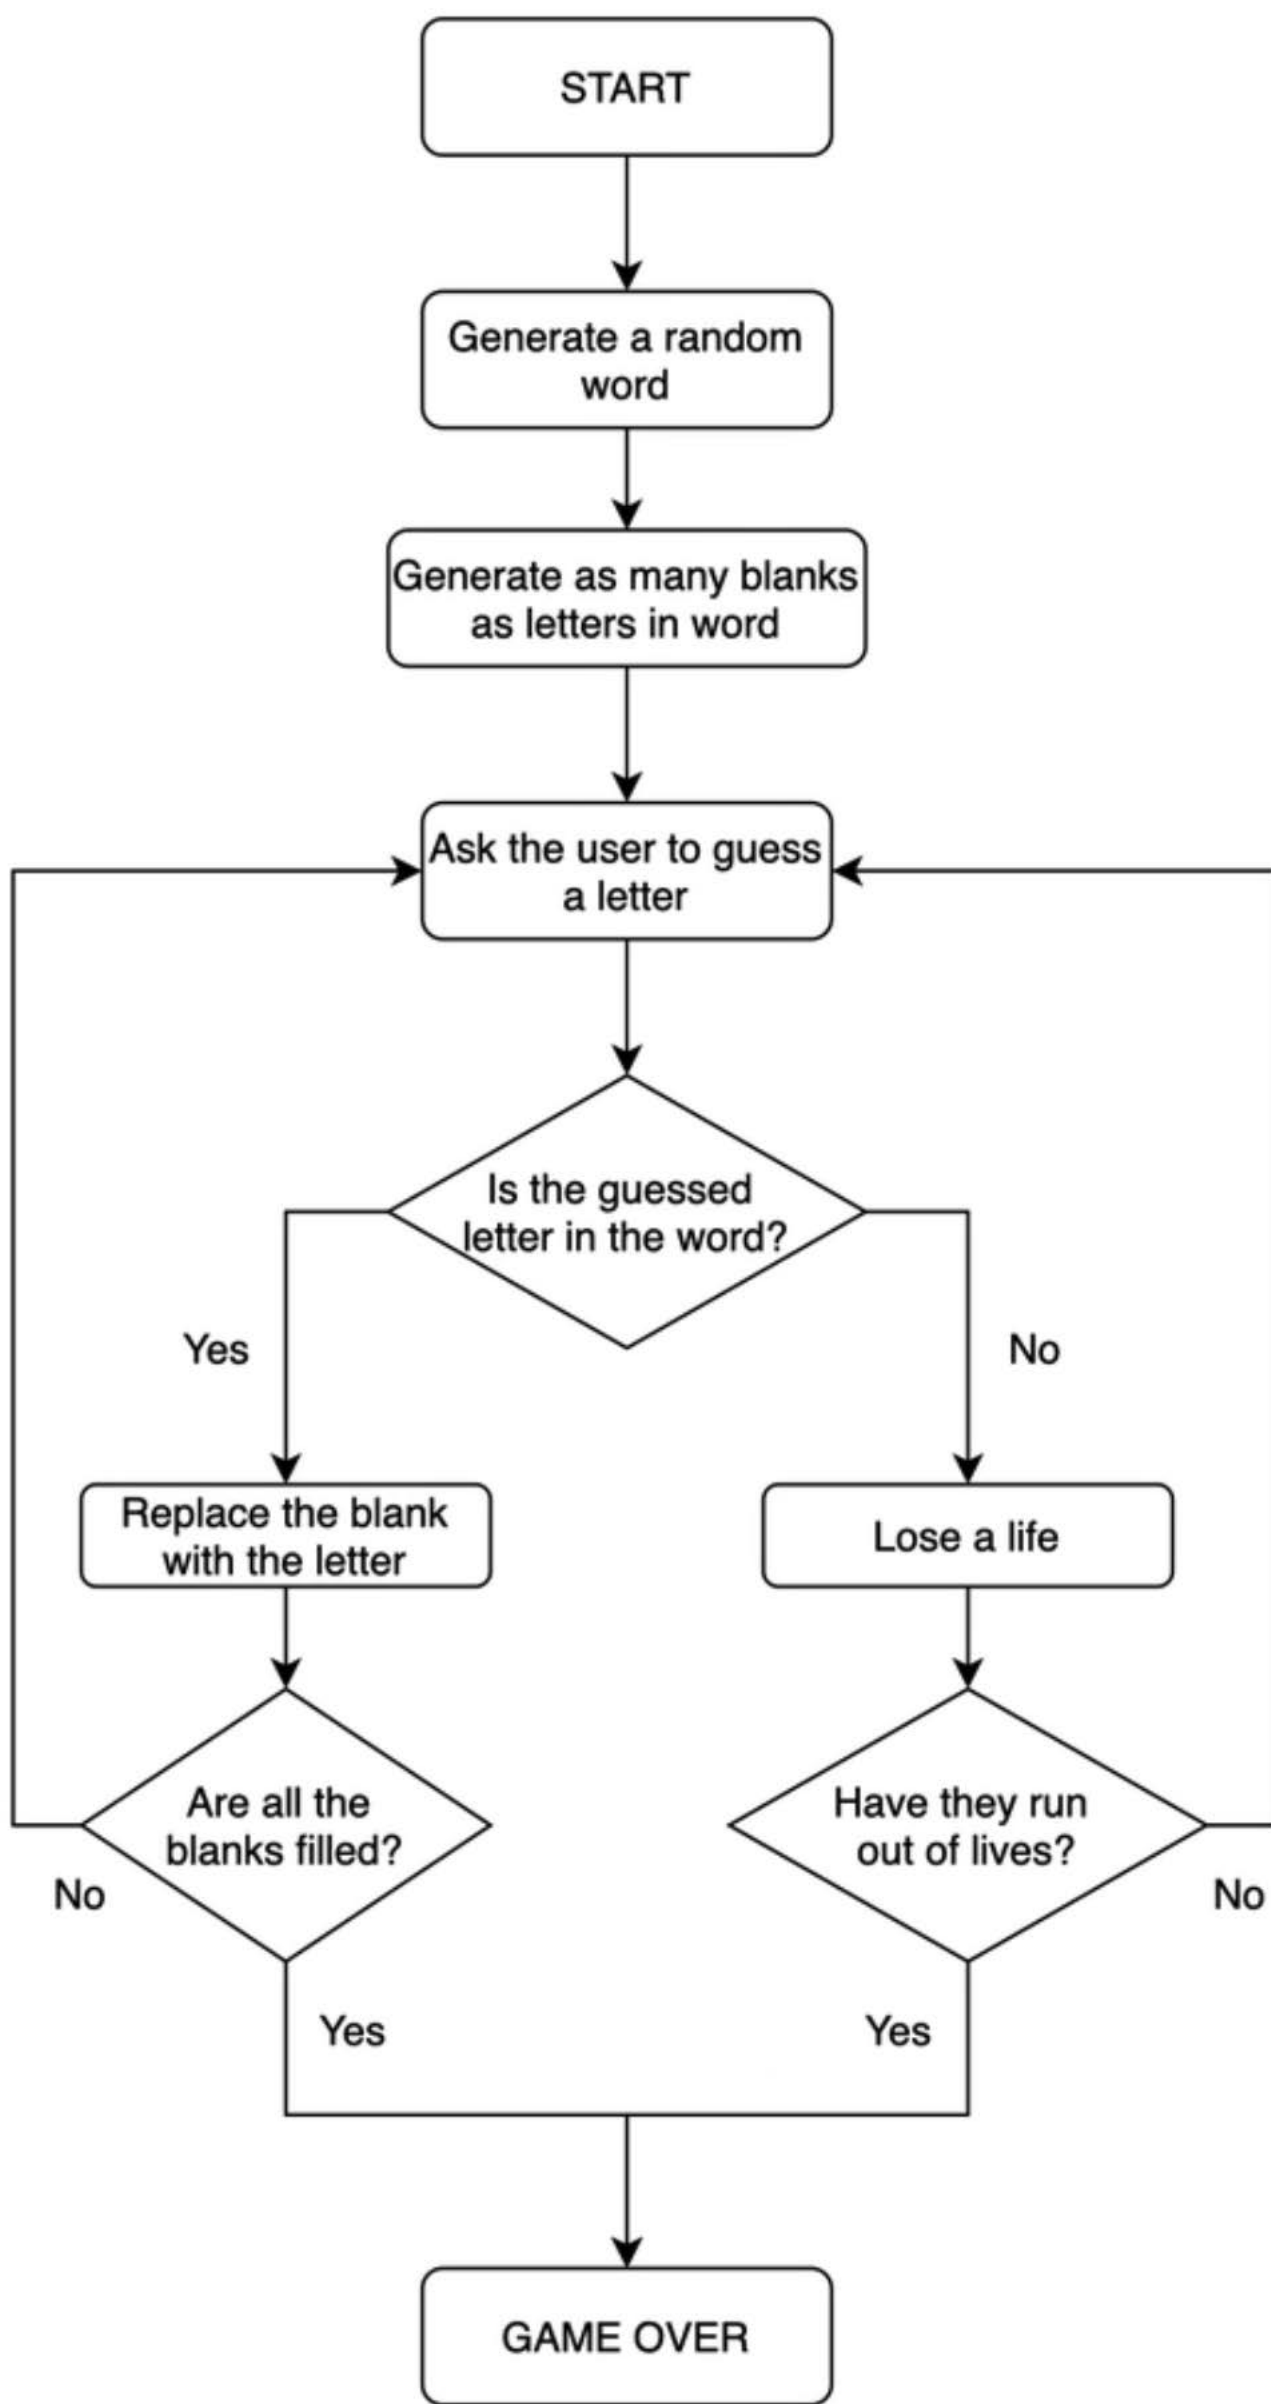 START
Generate a random
word
Generate as many blanks
as letters in word
Ask the user to guess
a letter
Is the guessed
letter in the word?
Yes
No
Replace the blank
with the letter
Lose a life
Are all the
blanks filled?
Have they run
out of lives?
No
No
Yes
Yes
GAME OVER